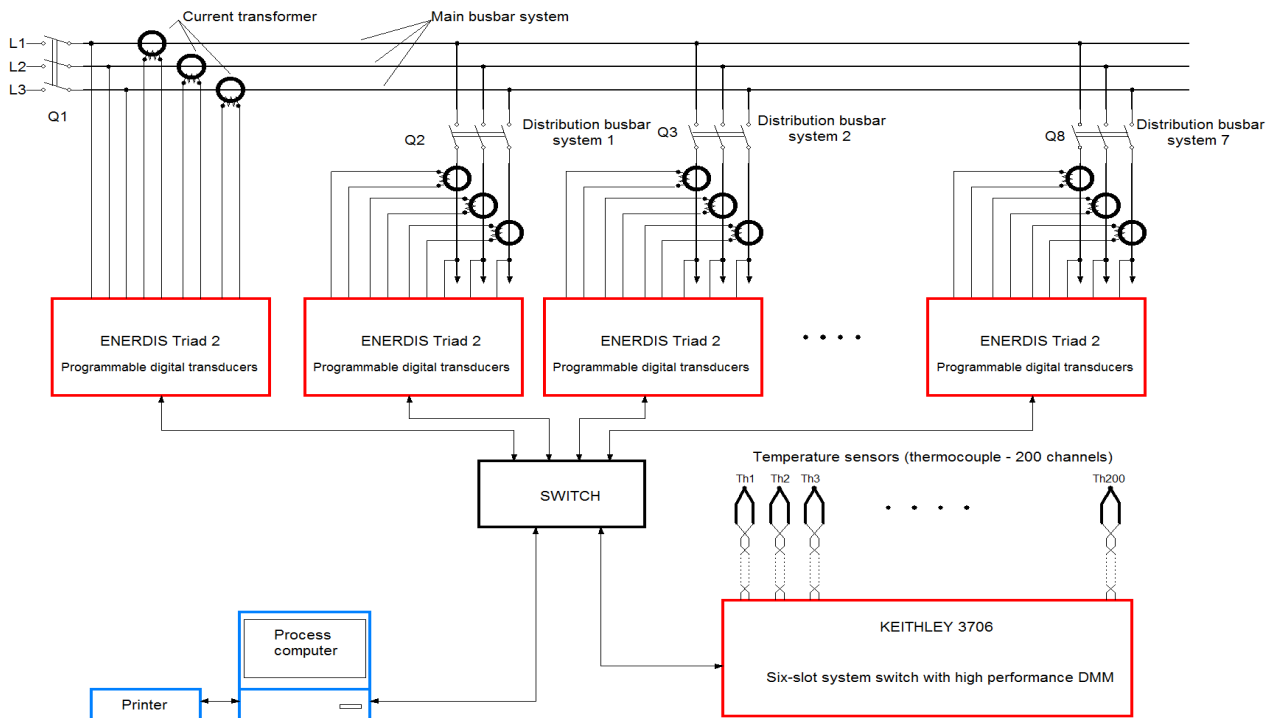 Current transformer
Main busbar system
L1
L2
L3
Q1
Q2
Distribution busbar
system 1
Q3
Distribution busbar
system 2
Q8
Distribution busbar
system 7
ENERDIS Triad 2
Programmable digital transducers
ENERDIS Triad 2
Programmable digital transducers
ENERDIS Triad 2
Programmable digital transducers
ENERDIS Triad 2
Programmable digital transducers
SWITCH
Temperature sensors (thermocouple - 200 channels)
Th1
Th2
Th3
Th200
KEITHLEY 3706
Six-slot system switch with high performance DMM
Process
computer
Printer